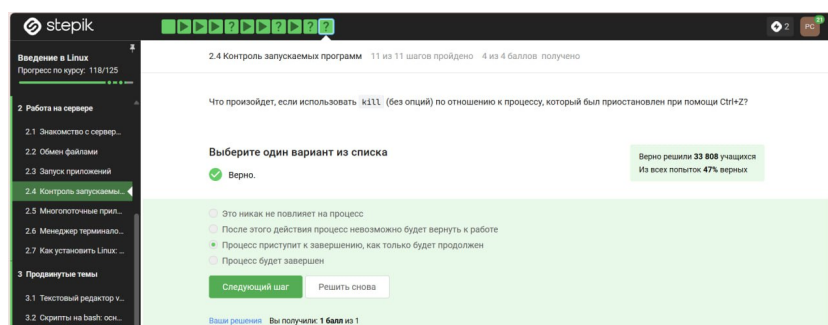 stepik
? ? ? ?
2
PC
21
Введение в Linux
Прогресс по курсу: 118/125
2.4 Контроль запускаемых программ 11 из 11 шагов пройдено 4 из 4 баллов получено
2 Работа на сервере
2.1 Знакомство с сервер...
2.2 Обмен файлами
2.3 Запуск приложений
2.4 Контроль запускаемы...
2.5 Многопоточные прил...
2.6 Менеджер терминало...
2.7 Как установить Linux: ...
3 Продвинутые темы
3.1 Текстовый редактор v...
3.2 Скрипты на bash: осн...
Что произойдет, если использовать kill (без опций) по отношению к процессу, который был приостановлен при помощи Ctrl+Z?
Выберите один вариант из списка
Верно.
Верно решили 33 808 учащихся
Из всех попыток 47% верных
Это никак не повлияет на процесс
После этого действия процесс невозможно будет вернуть к работе
Процесс приступит к завершению, как только будет продолжен
Процесс будет завершен
Следующий шаг
Решить снова
Ваши решения Вы получили: 1 балл из 1